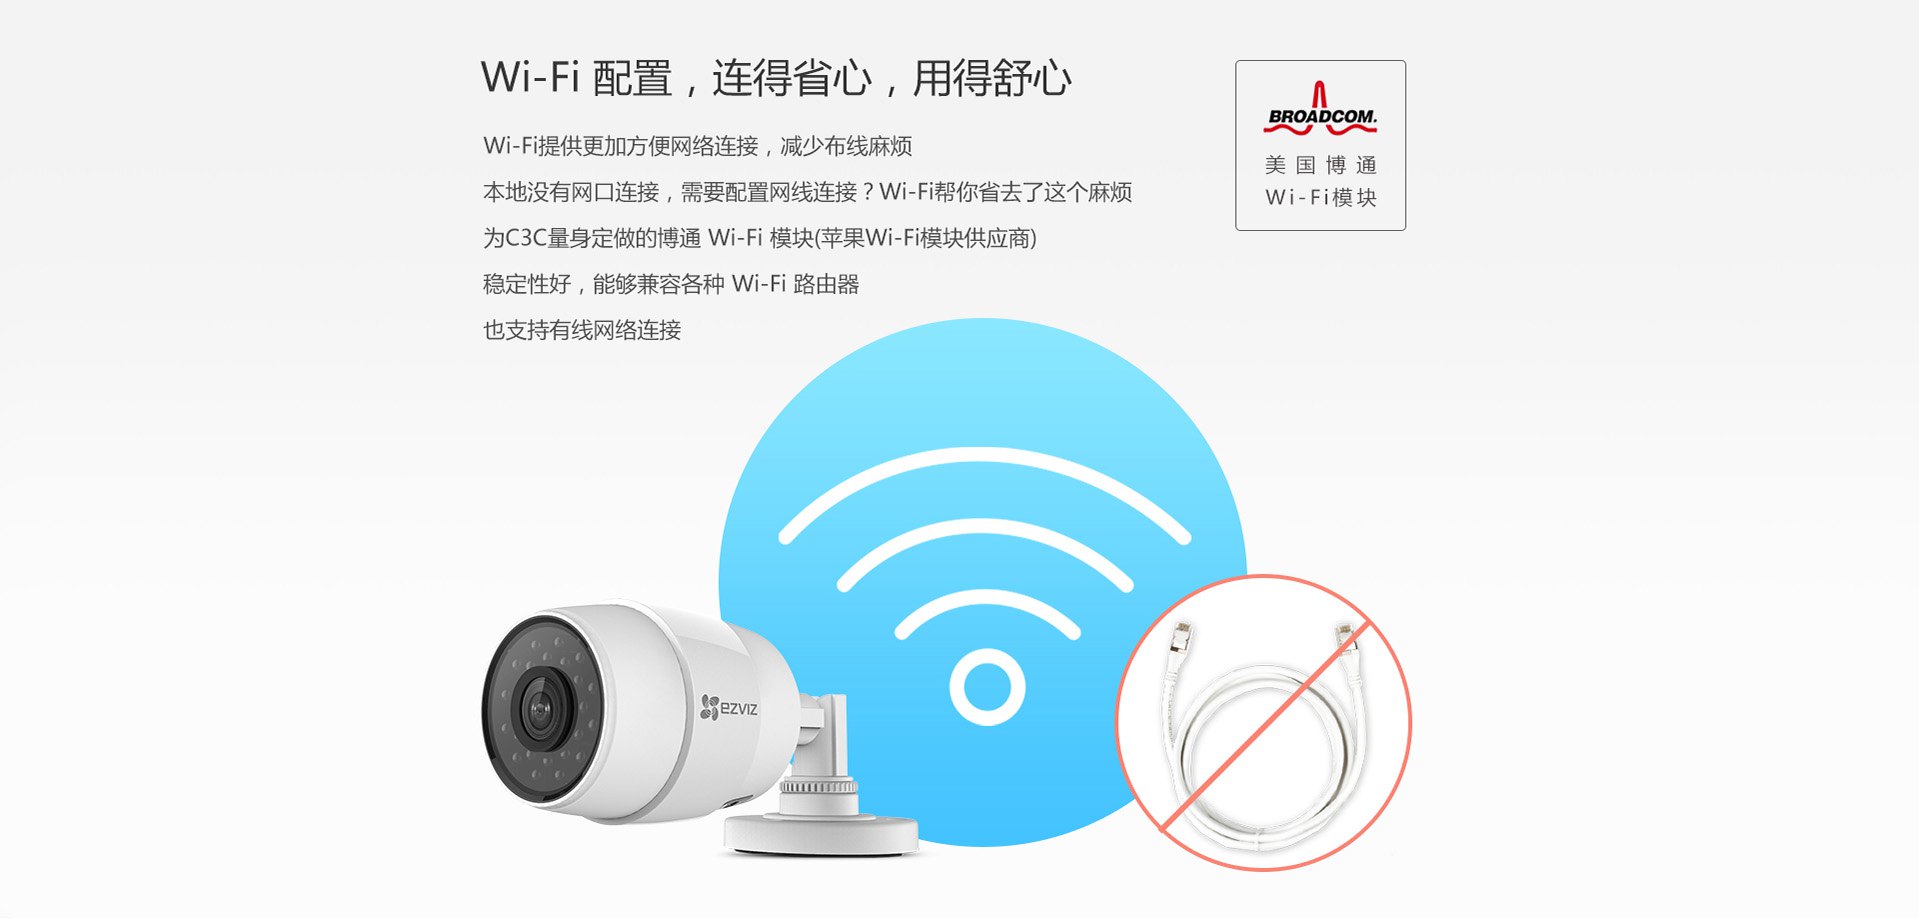 Wi-Fi 配置，连得省心，用得舒心
Wi-Fi提供更加方便网络连接，减少布线麻烦
本地没有网口连接，需要配置网线连接？Wi-Fi帮你省去了这个麻烦
为C3C量身定做的博通 Wi-Fi 模块(苹果Wi-Fi模块供应商)
稳定性好，能够兼容各种 Wi-Fi 路由器
也支持有线网络连接
BROADCOM.
美国博通
Wi-Fi模块
ezviz